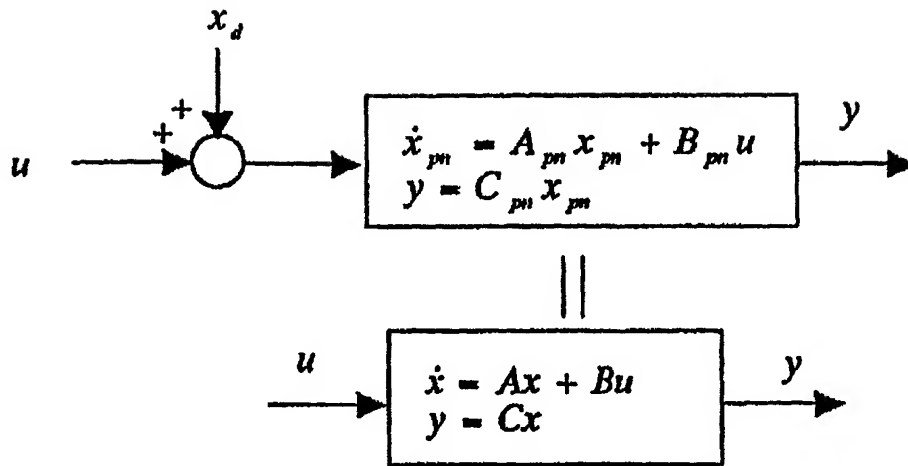 x_d
+
+
u
ẋ_pn = A_pn x_pn + B_pn u
y = C_pn x_pn
y
u
ẋ = Ax + Bu
y = Cx
y